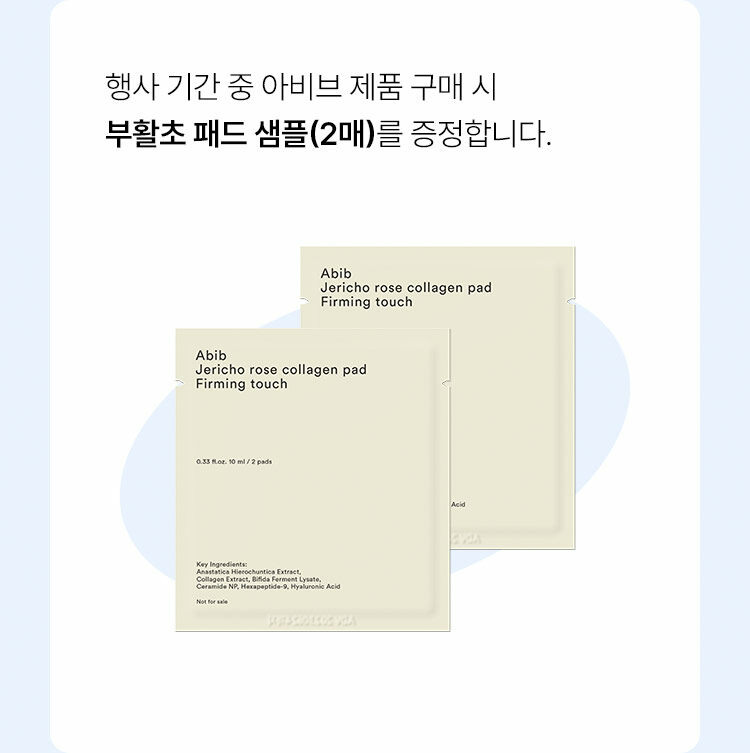 행사 기간 중 아비브 제품 구매 시
부활초 패드 샘플(2매)를 증정합니다.
Abib
Jericho rose collagen pad
Firming touch
Acid
Abib
Jericho rose collagen pad
Firming touch
0.33 fl.oz. 10 ml / 2 pads
Key Ingredients:
Anastatica Hierochuntica Extract,
Collagen Extract, Bifida Ferment Lysate,
Ceramide NP, Hexapeptide-9, Hyaluronic Acid
Not for sale